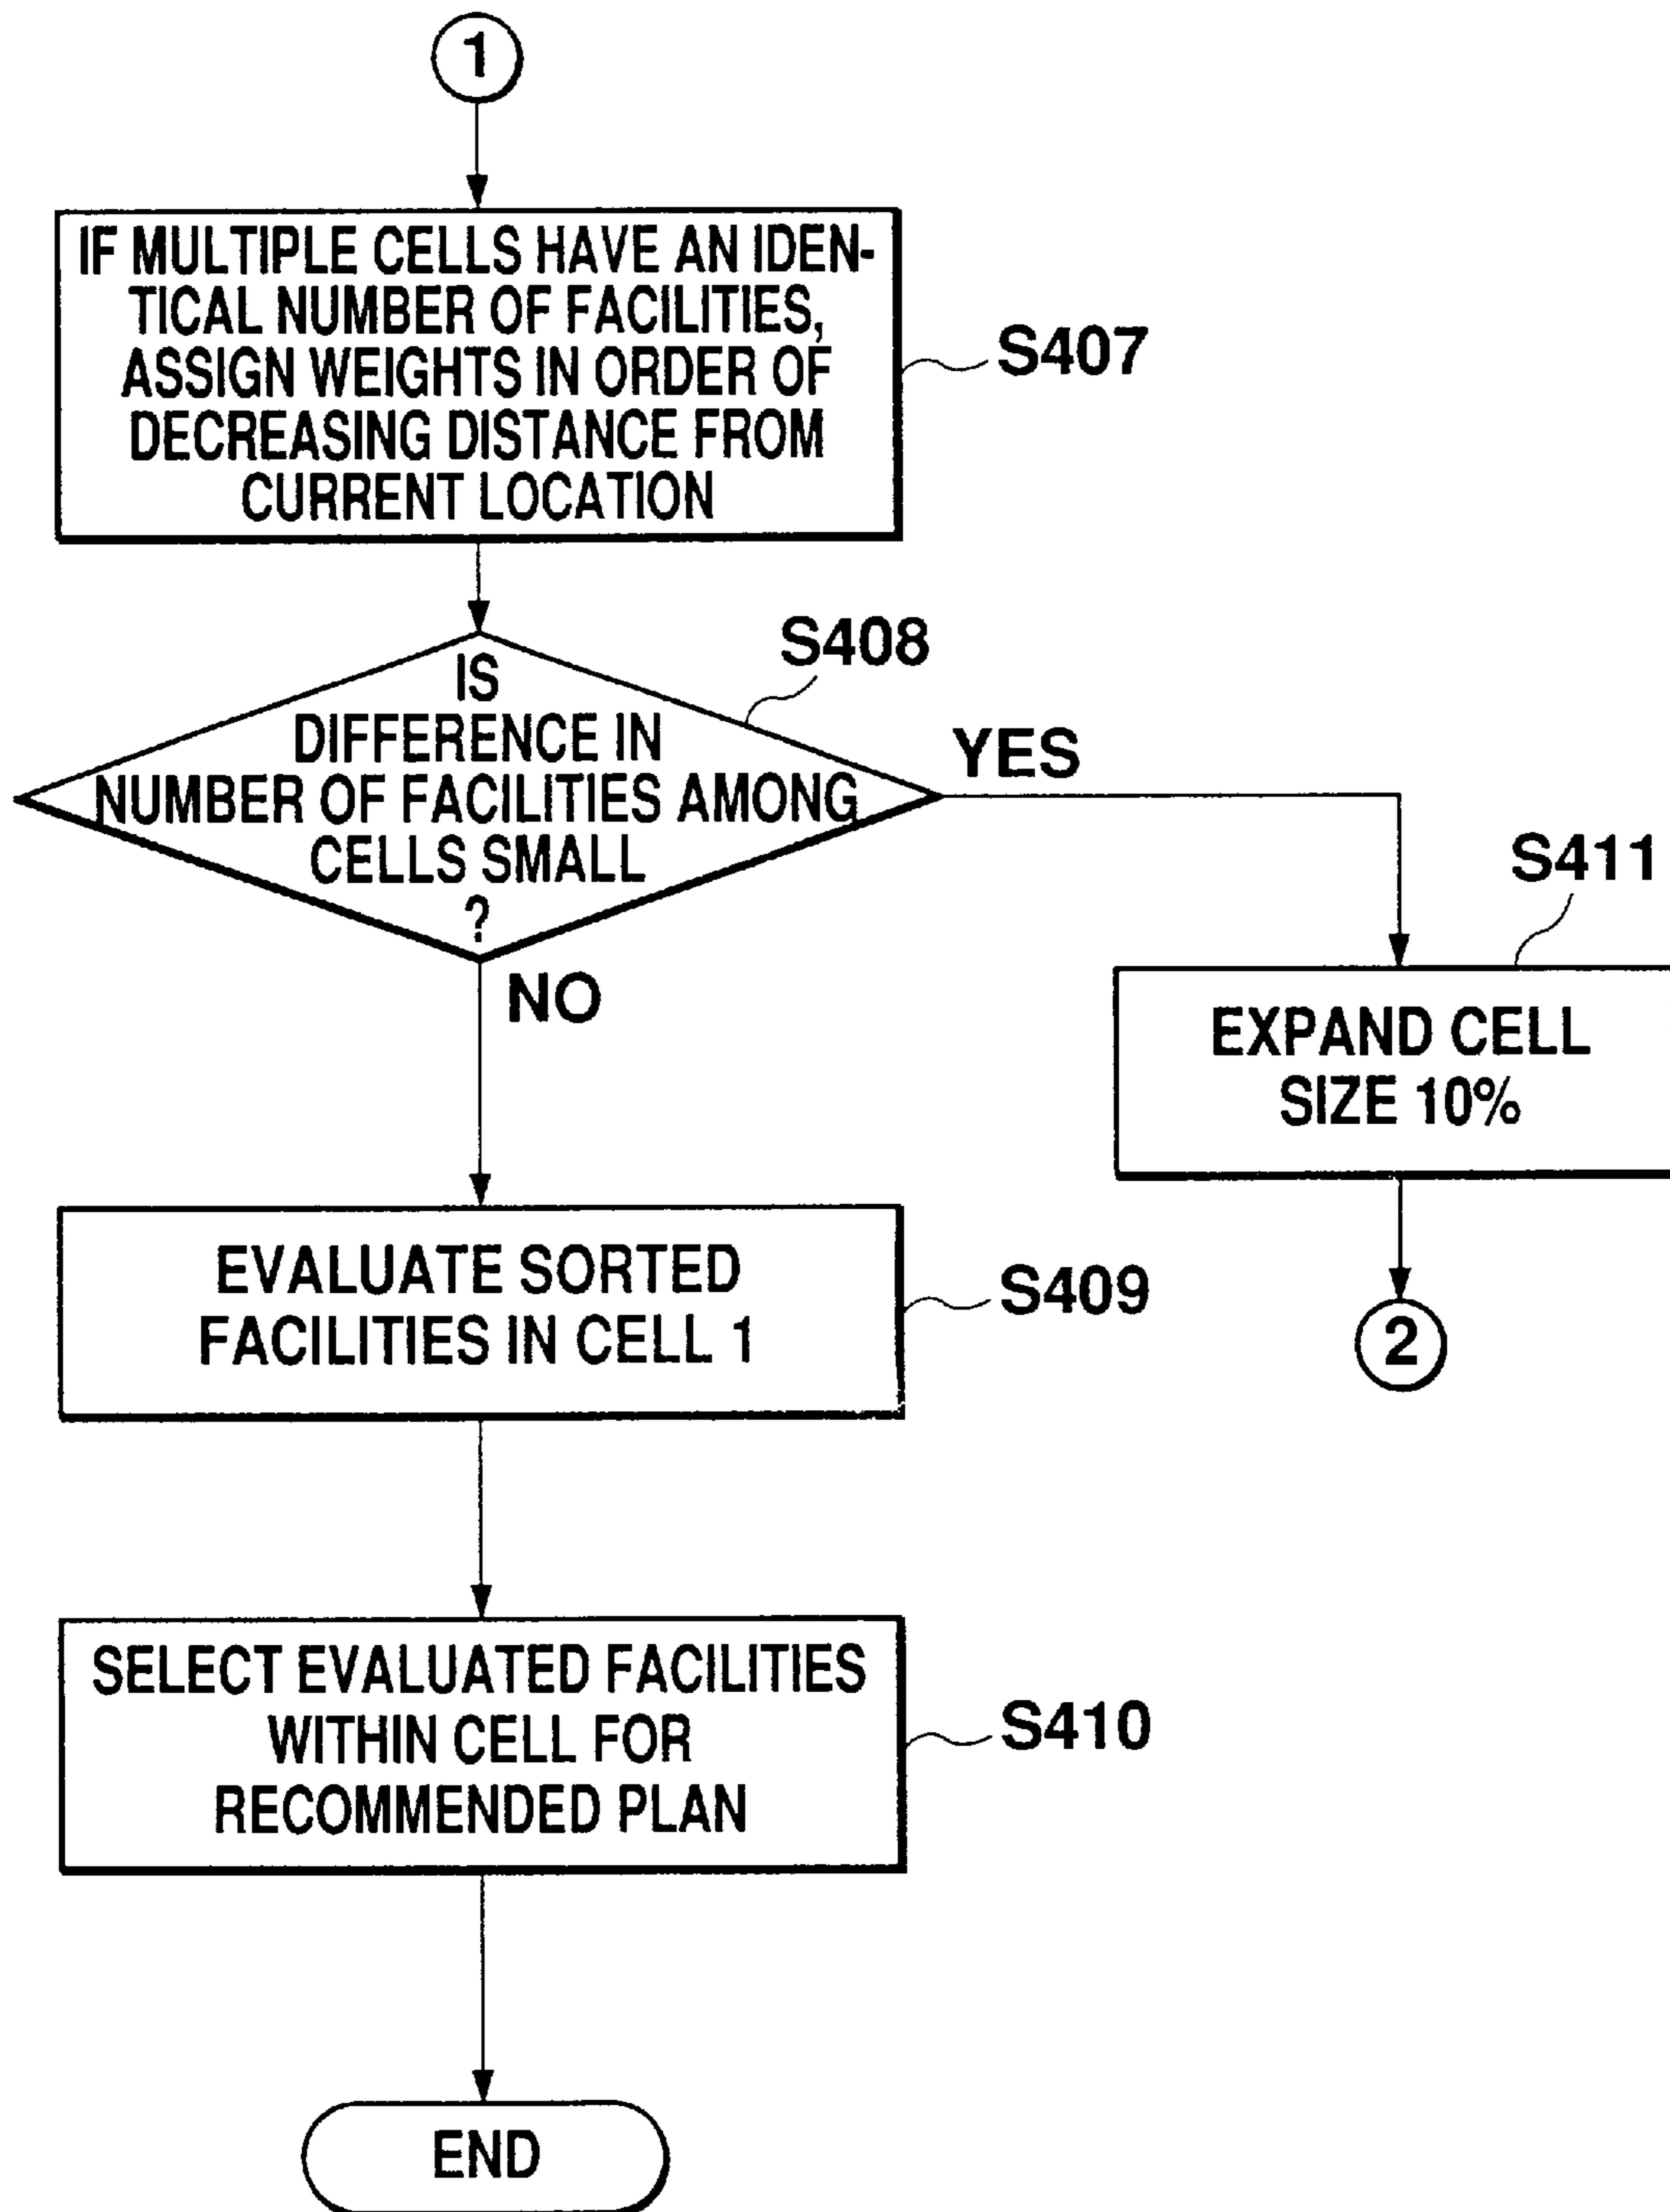 1
IF MULTIPLE CELLS HAVE AN IDEN-
TICAL NUMBER OF FACILITIES,
ASSIGN WEIGHTS IN ORDER OF
DECREASING DISTANCE FROM
CURRENT LOCATION
S407
S408
IS
DIFFERENCE IN
NUMBER OF FACILITIES AMONG
CELLS SMALL
?
YES
NO
S411
EXPAND CELL
SIZE 10%
2
EVALUATE SORTED
FACILITIES IN CELL 1
S409
SELECT EVALUATED FACILITIES
WITHIN CELL FOR
RECOMMENDED PLAN
S410
END